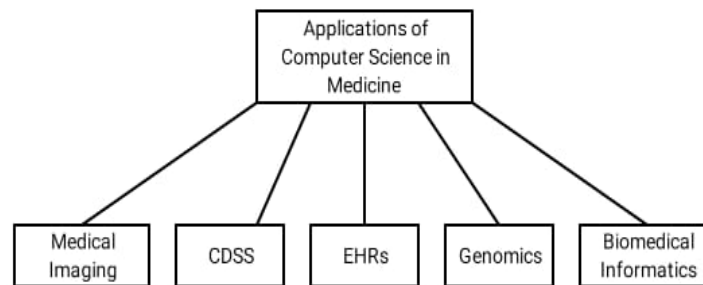 Applications of
Computer Science in
Medicine
Medical
Imaging
CDSS
EHRs
Genomics
Biomedical
Informatics